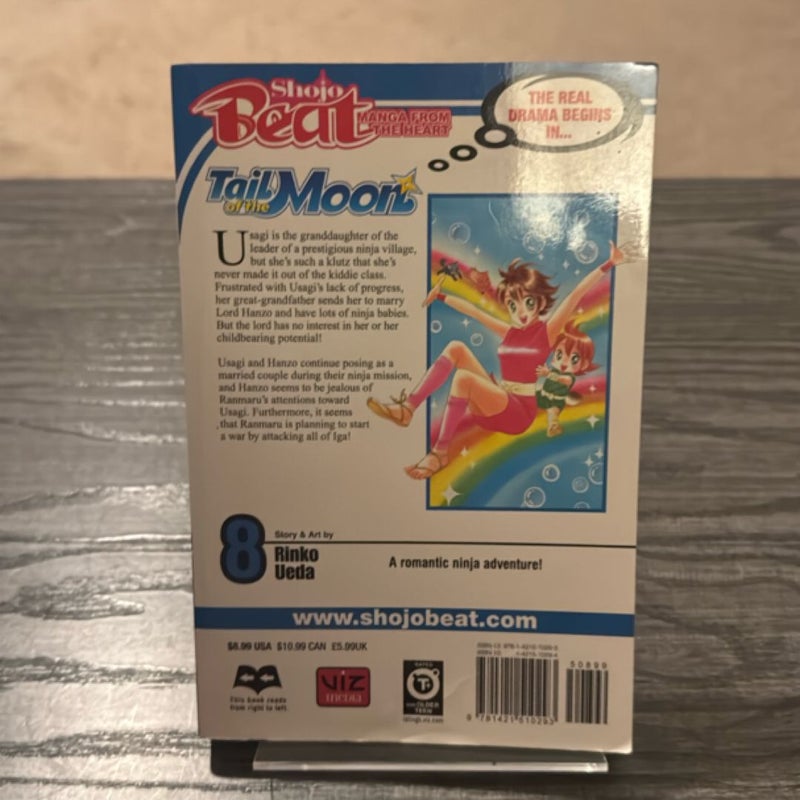 Shojo
Beat
MANGA FROM
THE HEART
THE REAL
DRAMA BEGINS
IN...
Tail
of the
Moon
Usagi is the granddaughter of the
leader of a prestigious ninja village,
but she's such a klutz that she's
never made it out of the kiddie class.
Frustrated with Usagi's lack of progress,
her great-grandfather sends her to marry
Lord Hanzo and have lots of ninja babies.
But the lord has no interest in her or her
childbearing potential!
Usagi and Hanzo continue posing as a
married couple during their ninja mission,
and Hanzo seems to be jealous of
Ranmaru's attentions toward
Usagi. Furthermore, it seems
that Ranmaru is planning to start
a war by attacking all of Iga!
8
Story & Art by
Rinko
Ueda
A romantic ninja adventure!
www.shojobeat.com
$8.99 USA $10.99 CAN £5.99UK
This book reads
from right to left.
VIZ
media
RATED
T+
FOR OLDER
TEEN
50899
9 781421 510293